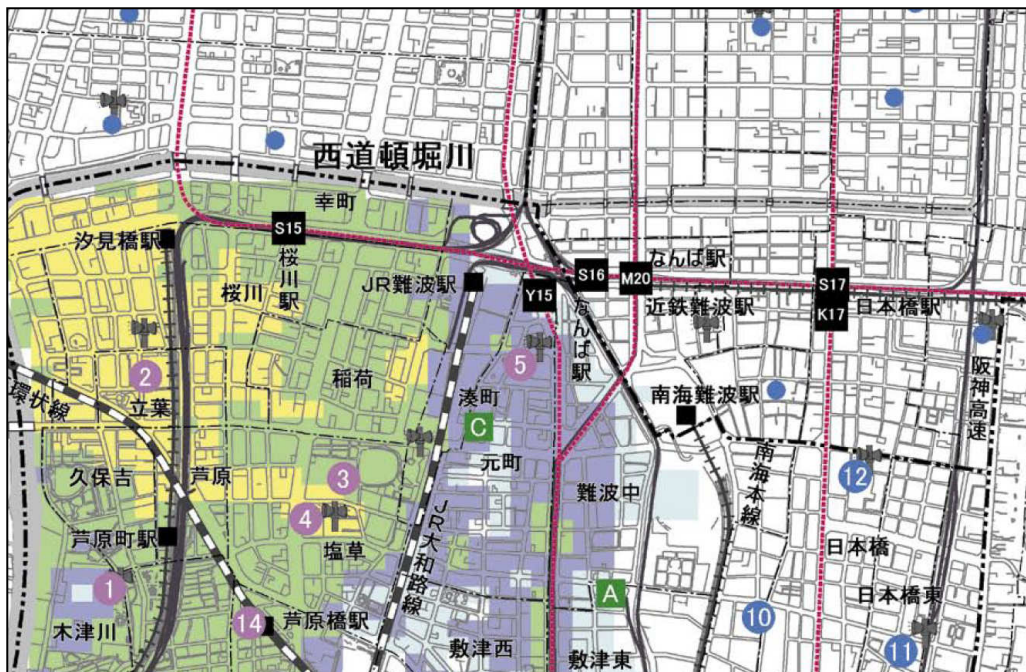 西道頓堀川
幸町
汐見橋駅
S15
桜川駅
桜川
JR難波駅
Y15
S16
なんば駅
M20
なんば駅
近鉄難波駅
S17
K17
日本橋駅
阪神高速
5
稲荷
2
立葉
環状線
湊町
C
元町
南海難波駅
南海本線
12
久保吉
芦原
3
4
塩草
難波中
芦原町駅
JR大和路線
日本橋
1
木津川
14
芦原橋駅
敷津西
A
敷津東
10
日本橋東
11